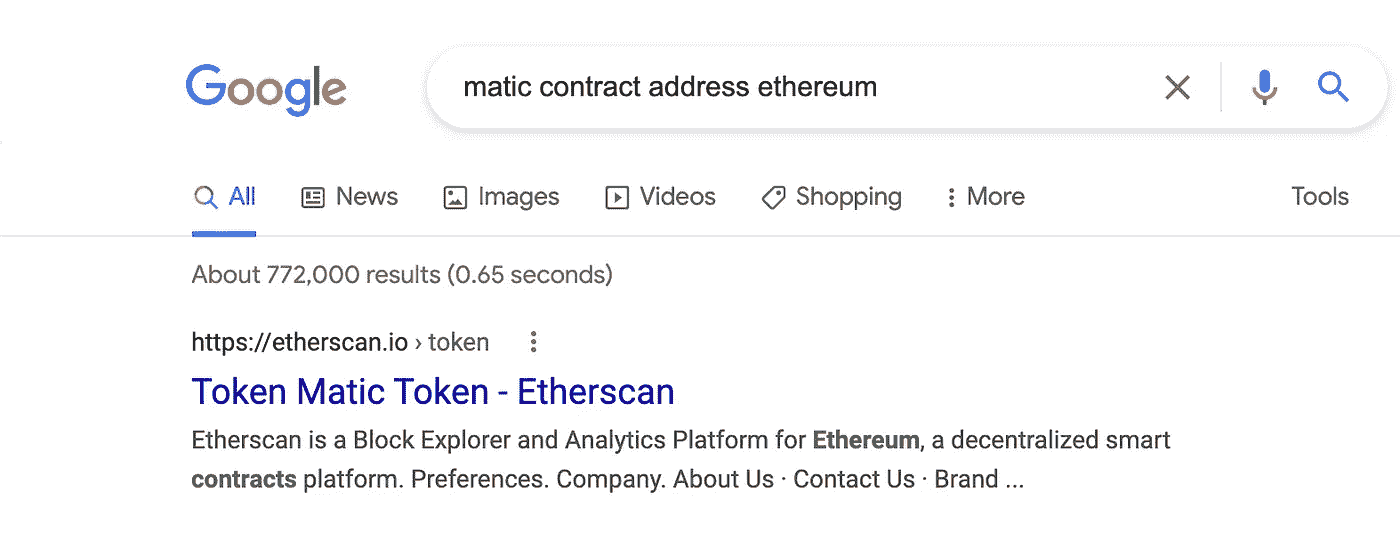 Google
matic contract address ethereum
All News Images Videos Shopping More Tools
About 772,000 results (0.65 seconds)
https://etherscan.io › token
Token Matic Token - Etherscan
Etherscan is a Block Explorer and Analytics Platform for Ethereum, a decentralized smart
contracts platform. Preferences. Company. About Us · Contact Us · Brand ...